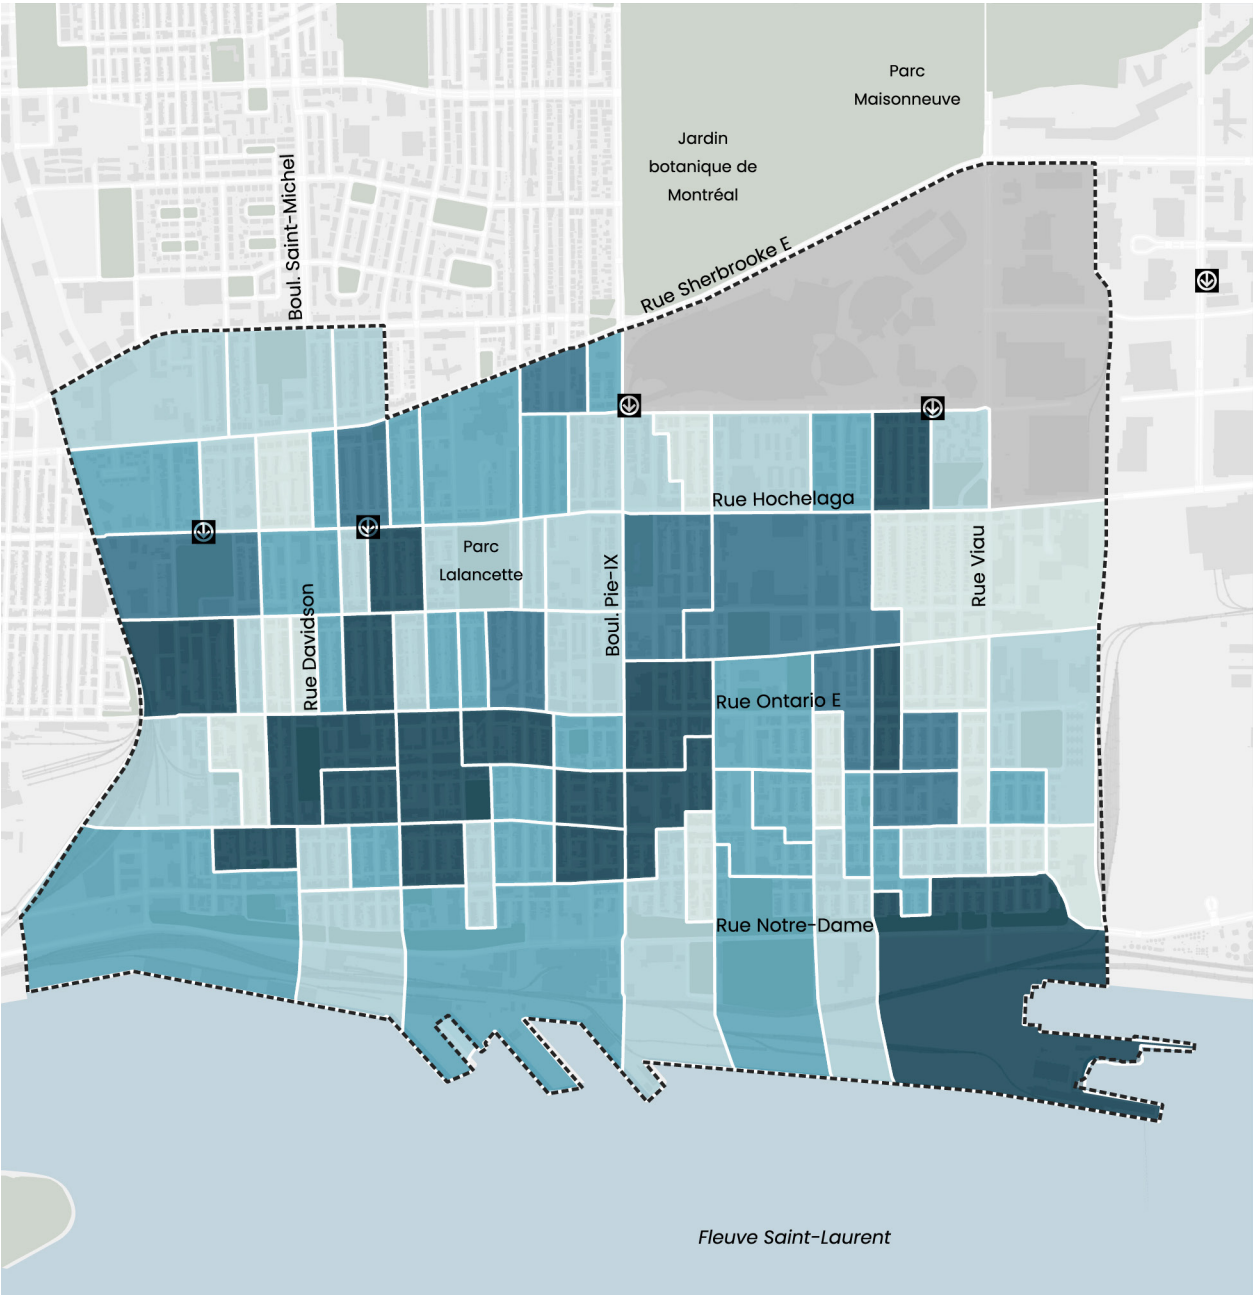 Parc
Maisonneuve
Jardin
botanique de
Montréal
Boul. Saint-Michel
Rue Sherbrooke E
Rue Hochelaga
Parc
Lalancette
Boul. Pie-IX
Rue Viau
Rue Davidson
Rue Ontario E
Rue Notre-Dame
Fleuve Saint-Laurent